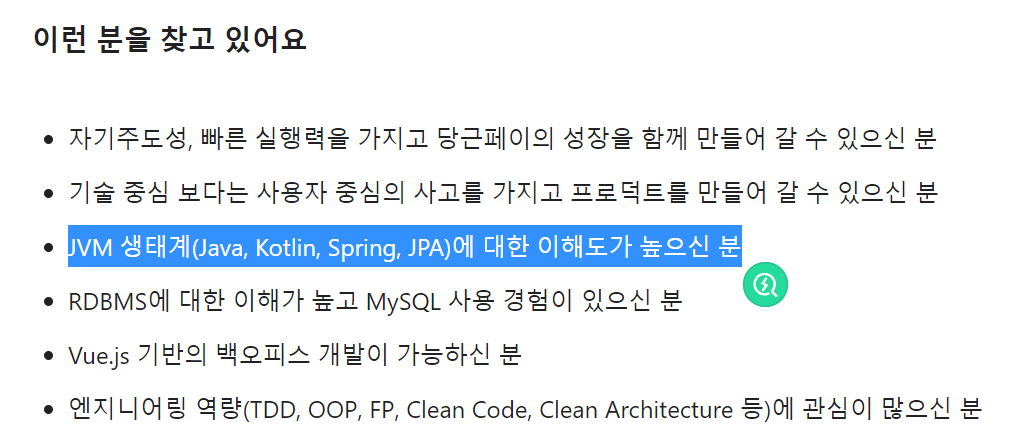 이런 분을 찾고 있어요
자기주도성, 빠른 실행력을 가지고 당근페이의 성장을 함께 만들어 갈 수 있으신 분
기술 중심 보다는 사용자 중심의 사고를 가지고 프로덕트를 만들어 갈 수 있으신 분
JVM 생태계(Java, Kotlin, Spring, JPA)에 대한 이해도가 높으신 분
RDBMS에 대한 이해가 높고 MySQL 사용 경험이 있으신 분
Vue.js 기반의 백오피스 개발이 가능하신 분
엔지니어링 역량(TDD, OOP, FP, Clean Code, Clean Architecture 등)에 관심이 많으신 분